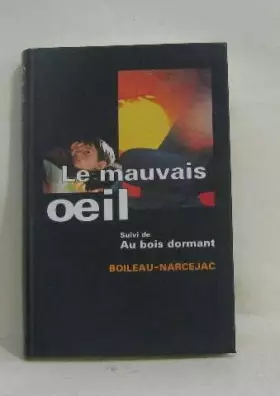 Le mauvais
oeil
Suivi de
Au bois dormant
BOILEAU-NARCEJAC